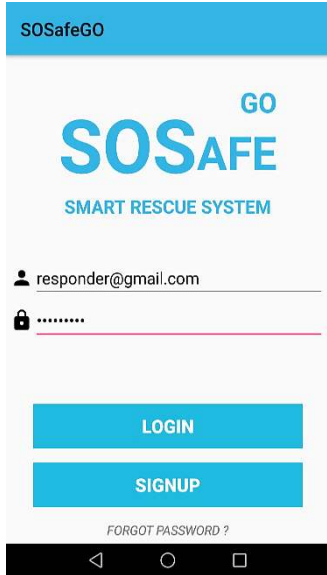 SOSafeGO
GO
SOSAFE
SMART RESCUE SYSTEM
responder@gmail.com
•••••••••
LOGIN
SIGNUP
FORGOT PASSWORD ?